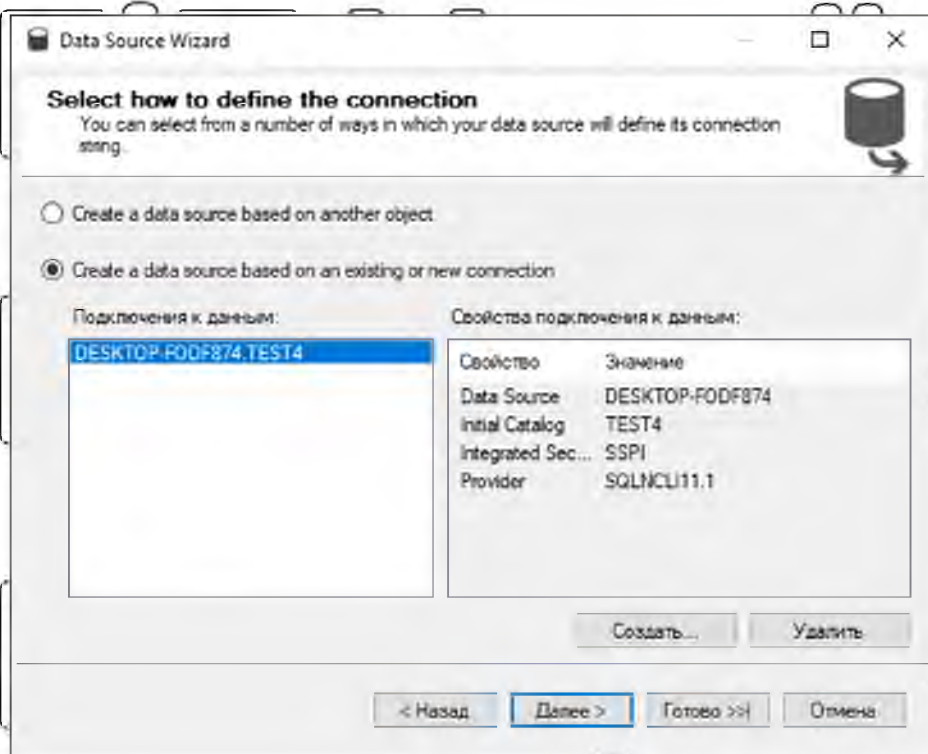 Data Source Wizard
Select how to define the connection
You can select from a number of ways in which your data source will define its connection
string.
Create a data source based on another object
Create a data source based on an existing or new connection
Подключения к данным:
DESKTOP-FODF874.TEST4
Свойства подключения к данным:
Свойство Значение
Data Source DESKTOP-FODF874
Initial Catalog TEST4
Integrated Sec... SSPI
Provider SQLNCLI11.1
Создать... Удалить
< Назад Далее > Готово >>| Отмена